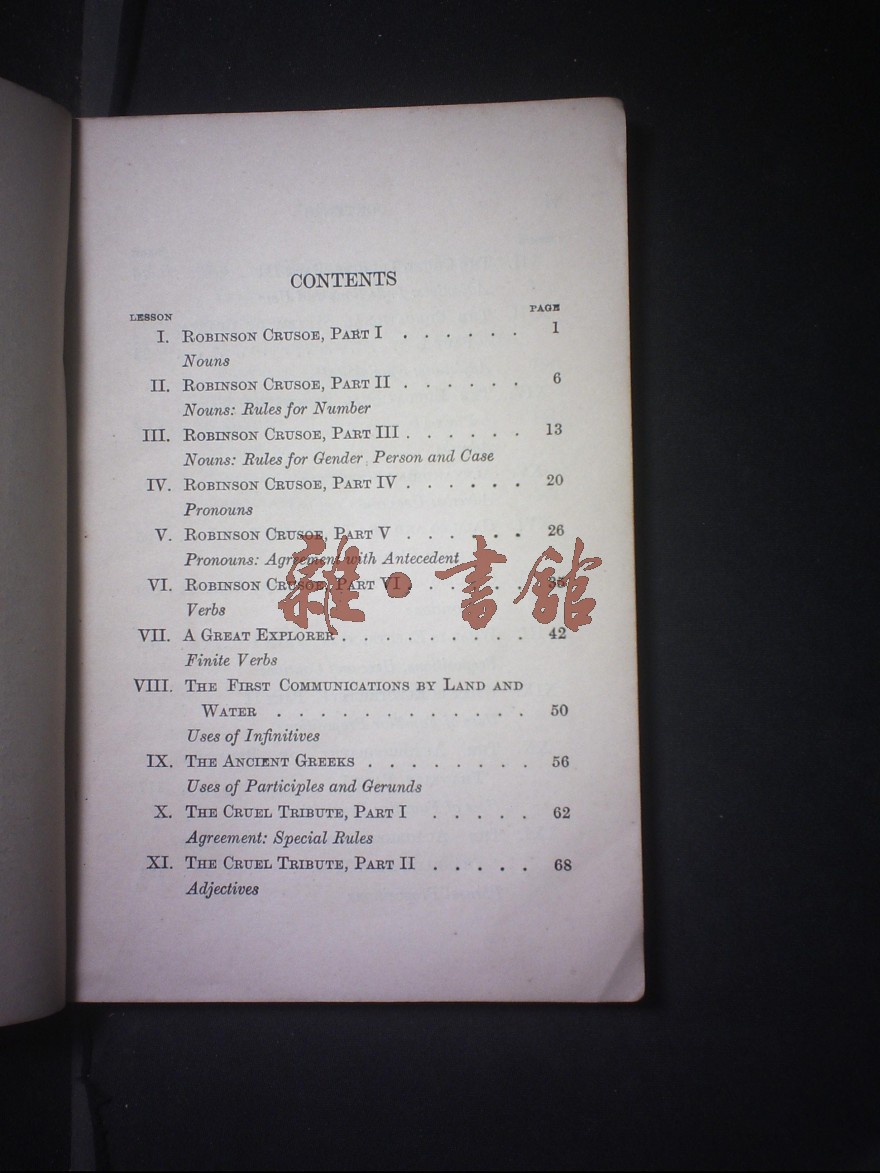 CONTENTS
LESSON PAGE
I. ROBINSON CRUSOE, PART I . . . . . . 1
Nouns
II. ROBINSON CRUSOE, PART II . . . . . . 6
Nouns: Rules for Number
III. ROBINSON CRUSOE, PART III . . . . . . 13
Nouns: Rules for Gender, Person and Case
IV. ROBINSON CRUSOE, PART IV . . . . . . 20
Pronouns
V. ROBINSON CRUSOE, PART V . . . . . . 26
Pronouns: Agreement with Antecedent
VI. ROBINSON CRUSOE, PART VI . . . . . .
Verbs
雜·書館
VII. A GREAT EXPLORER . . . . . . . . . 42
Finite Verbs
VIII. THE FIRST COMMUNICATIONS BY LAND AND
WATER . . . . . . . . . . . . 50
Uses of Infinitives
IX. THE ANCIENT GREEKS . . . . . . . . 56
Uses of Participles and Gerunds
X. THE CRUEL TRIBUTE, PART I . . . . . 62
Agreement: Special Rules
XI. THE CRUEL TRIBUTE, PART II . . . . . 68
Adjectives